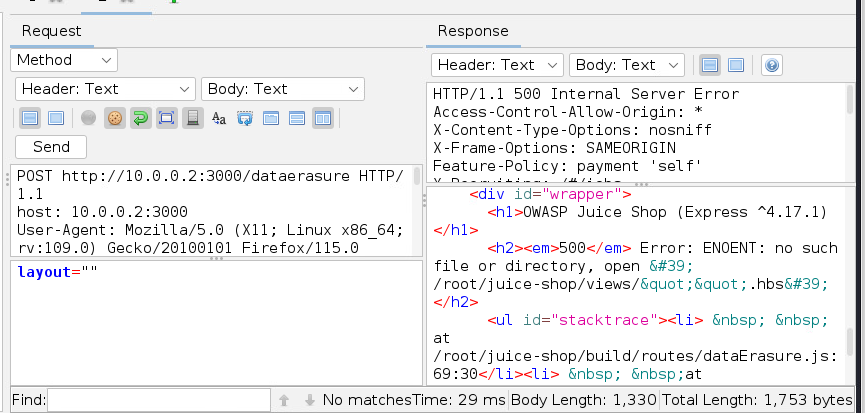 Request
Method
Header: Text
Body: Text
Send
POST http://10.0.0.2:3000/dataerasure HTTP/
1.1
host: 10.0.0.2:3000
User-Agent: Mozilla/5.0 (X11; Linux x86_64;
rv:109.0) Gecko/20100101 Firefox/115.0
layout=""
Response
Header: Text
Body: Text
HTTP/1.1 500 Internal Server Error
Access-Control-Allow-Origin: *
X-Content-Type-Options: nosniff
X-Frame-Options: SAMEORIGIN
Feature-Policy: payment 'self'
X-Recruiting: /#/jobs
<div id="wrapper">
<h1>OWASP Juice Shop (Express ^4.17.1)
</h1>
<h2><em>500</em> Error: ENOENT: no such
file or directory, open &#39;
/root/juice-shop/views/&quot;&quot;.hbs&#39;
</h2>
<ul id="stacktrace"><li> &nbsp; &nbsp;
at
/root/juice-shop/build/routes/dataErasure.js:
69:30</li><li> &nbsp; &nbsp;at
Find:
No matches
Time: 29 ms
Body Length: 1,330
Total Length: 1,753 bytes